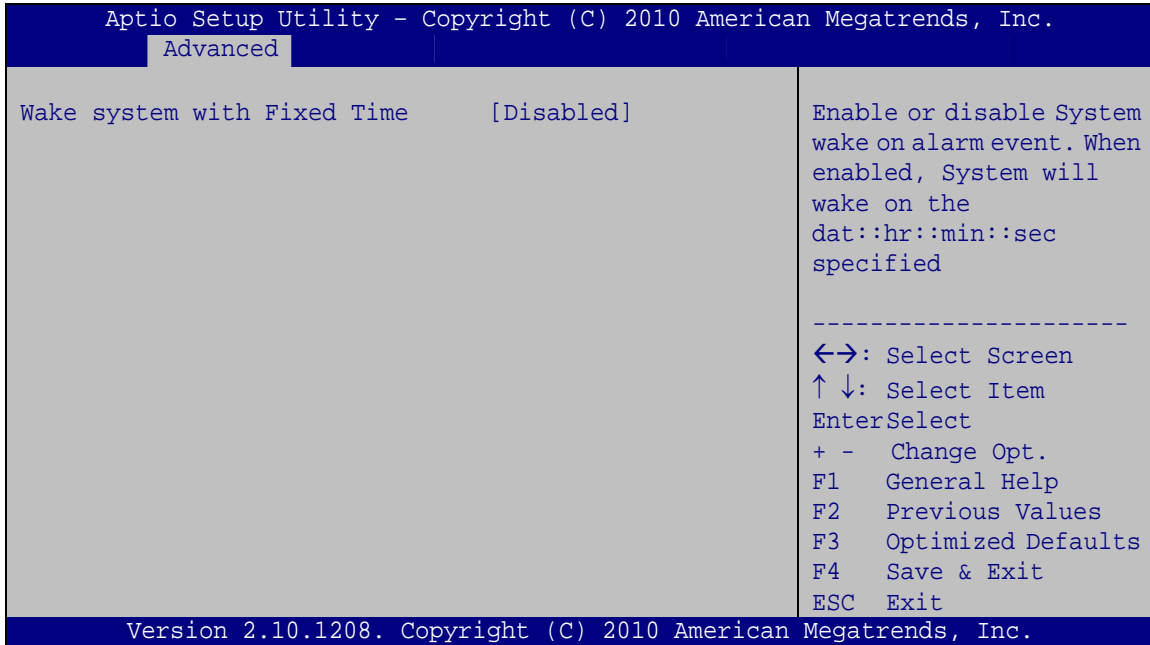 Aptio Setup Utility – Copyright (C) 2010 American Megatrends, Inc.
Advanced
Wake system with Fixed Time [Disabled]
Enable or disable System
wake on alarm event. When
enabled, System will
wake on the
dat::hr::min::sec
specified
----------------------
←→: Select Screen
↑ ↓: Select Item
EnterSelect
+ - Change Opt.
F1 General Help
F2 Previous Values
F3 Optimized Defaults
F4 Save & Exit
ESC Exit
Version 2.10.1208. Copyright (C) 2010 American Megatrends, Inc.